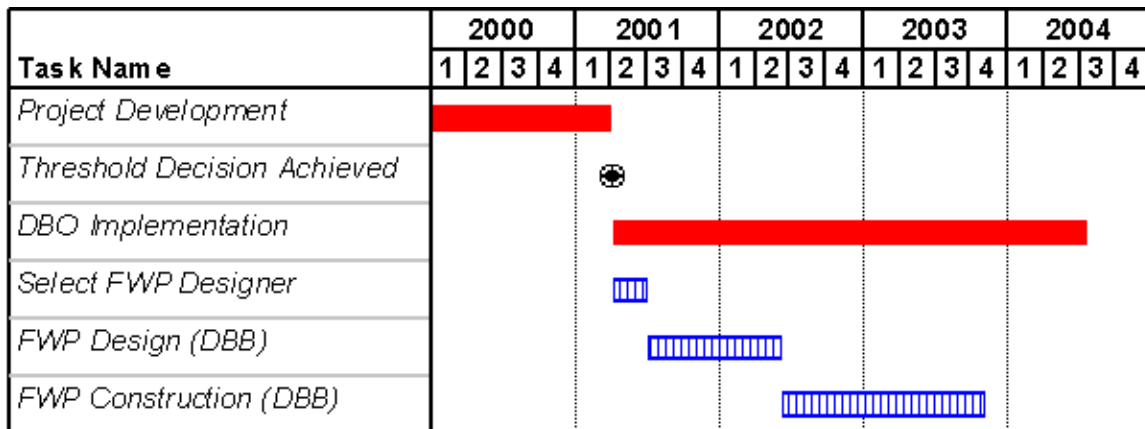 2000 2001 2002 2003 2004
Task Name 1 2 3 4 1 2 3 4 1 2 3 4 1 2 3 4 1 2 3 4
Project Development
Threshold Decision Achieved
DBO Implementation
Select FWP Designer
FWP Design (DBB)
FWP Construction (DBB)